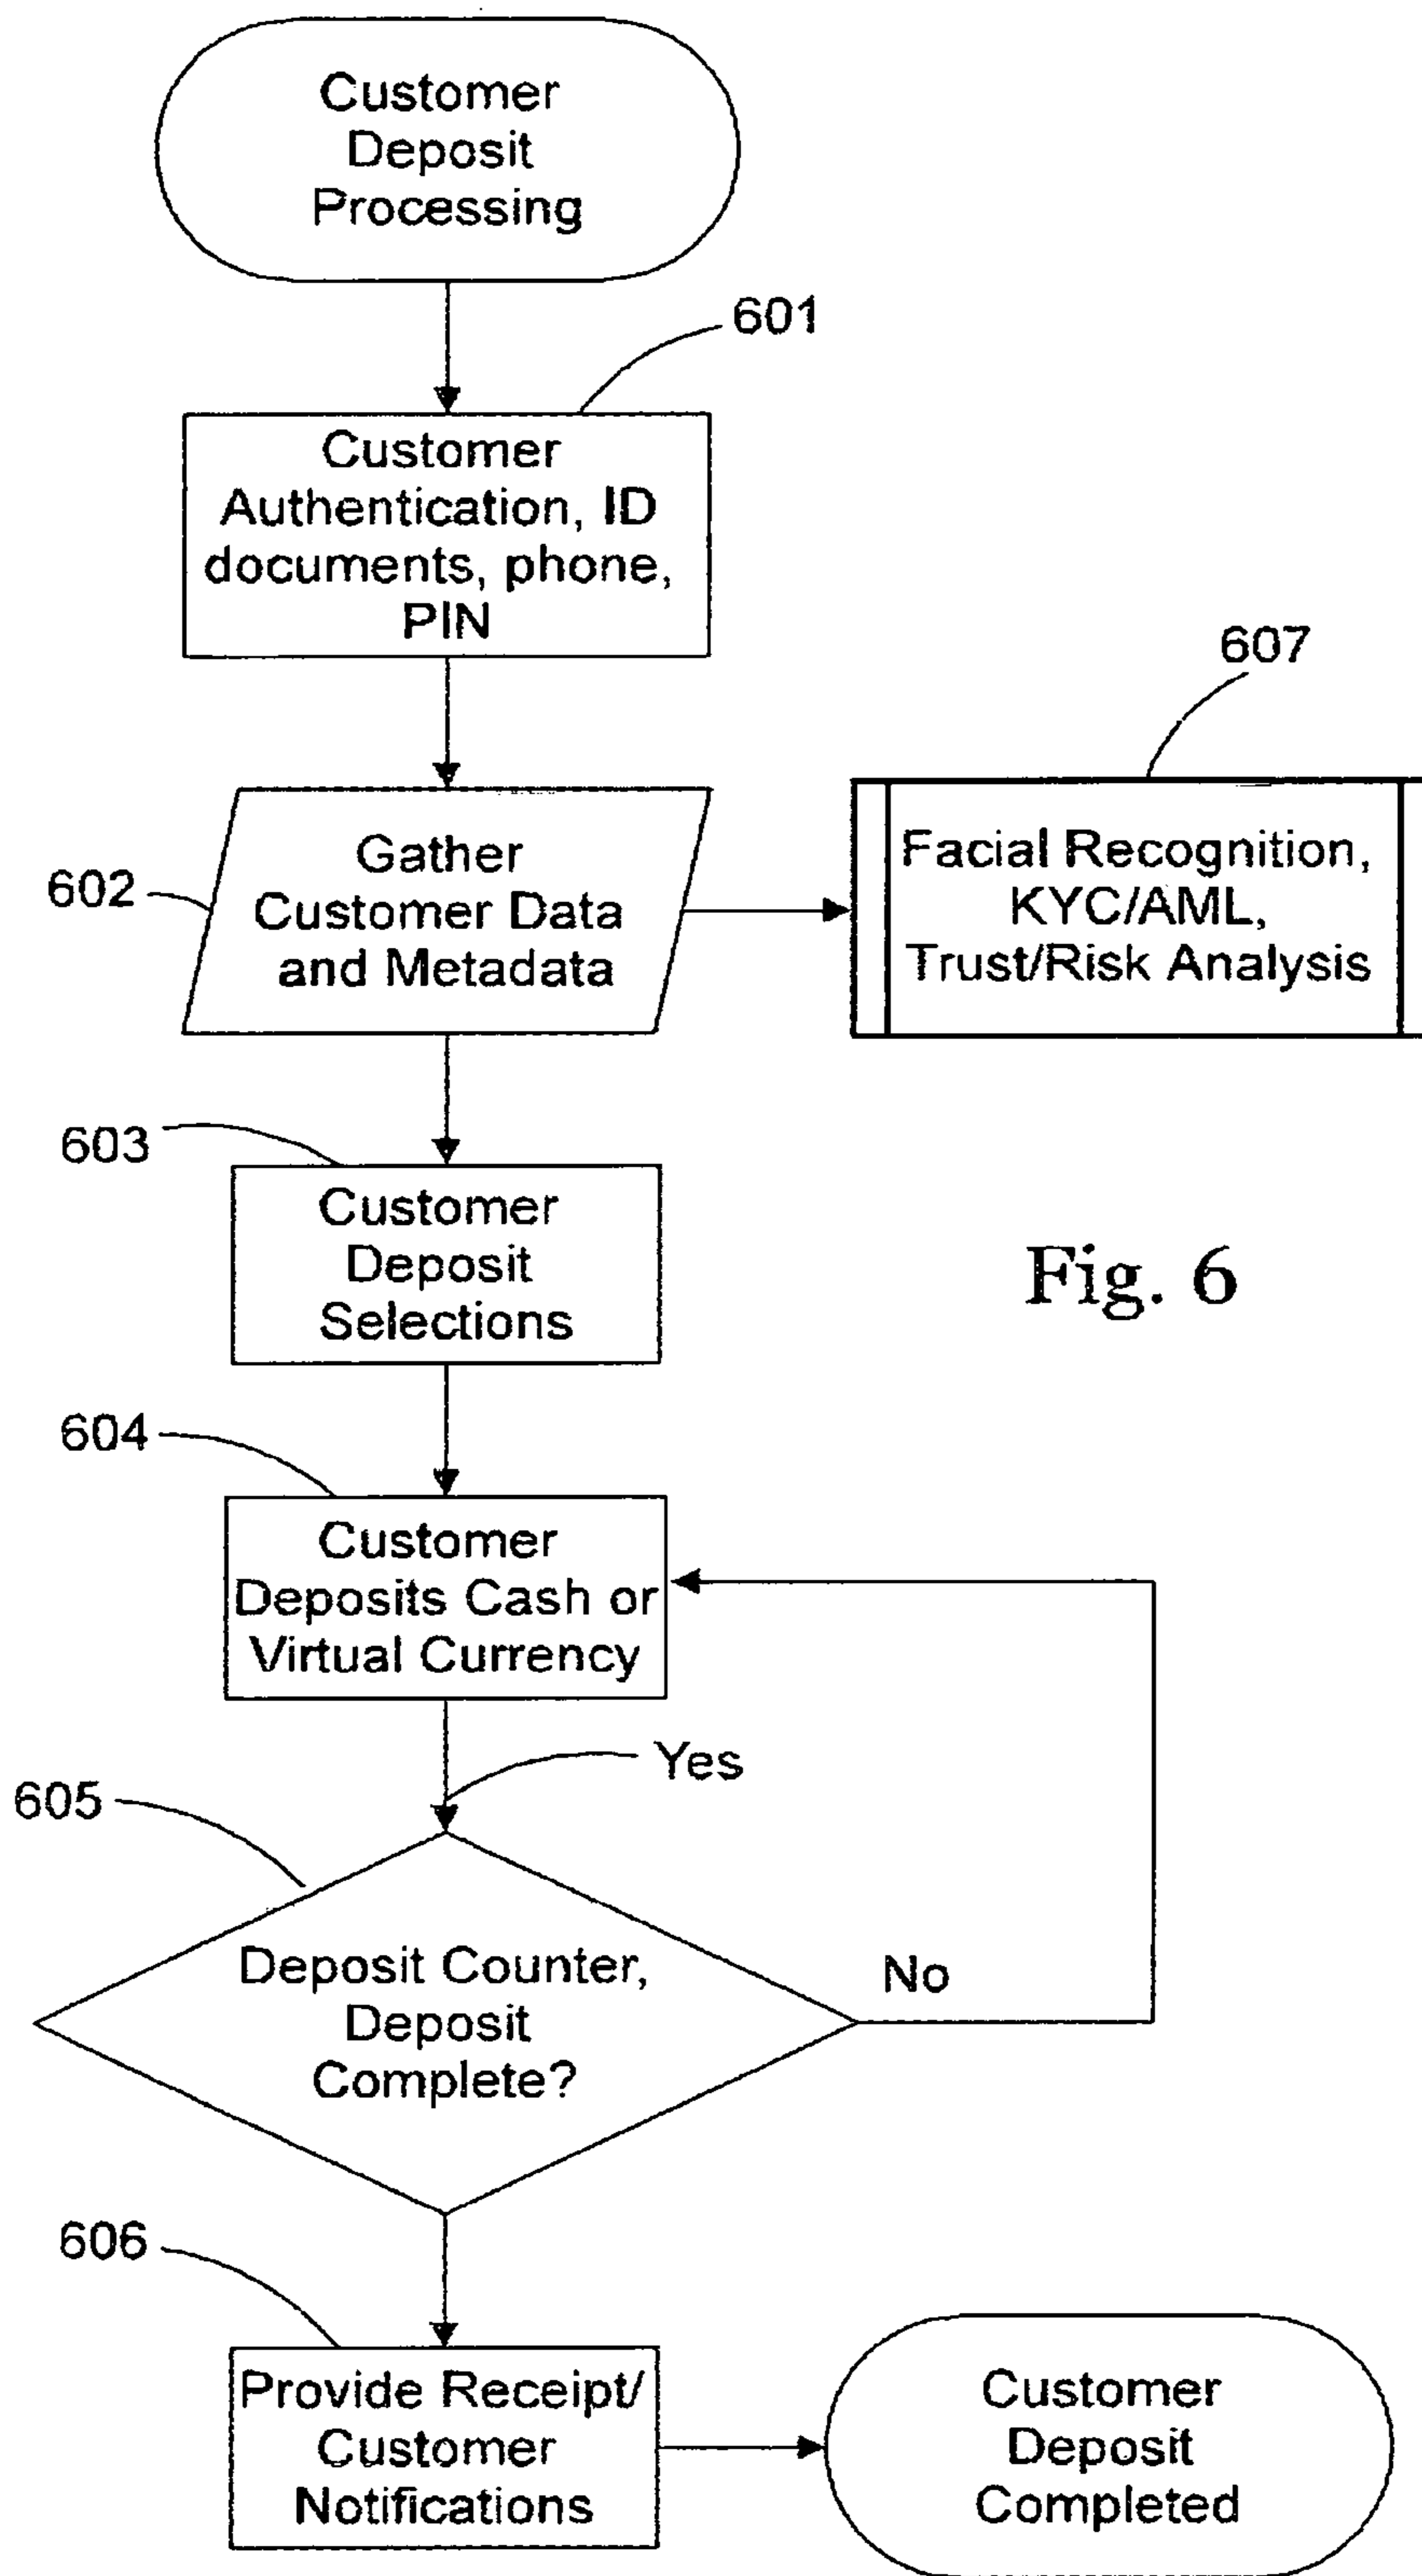 Customer
Deposit
Processing
601
Customer
Authentication, ID
documents, phone,
PIN
607
602
Gather
Customer Data
and Metadata
Facial Recognition,
KYC/AML,
Trust/Risk Analysis
603
Customer
Deposit
Selections
Fig. 6
604
Customer
Deposits Cash or
Virtual Currency
Yes
605
Deposit Counter,
Deposit
Complete?
No
606
Provide Receipt/
Customer
Notifications
Customer
Deposit
Completed